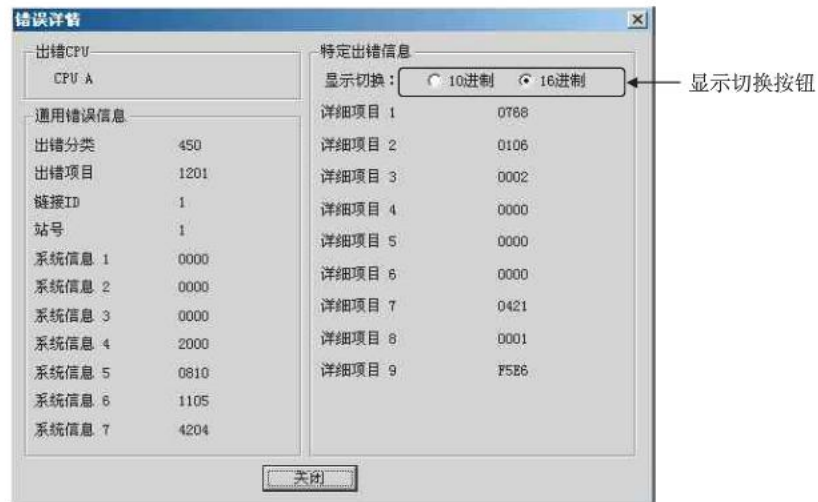 错误详情
出错CPU
CPU A
通用错误信息
出错分类 450
出错项目 1201
链接ID 1
站号 1
系统信息 1 0000
系统信息 2 0000
系统信息 3 0000
系统信息 4 2000
系统信息 5 0810
系统信息 6 1105
系统信息 7 4204
特定出错信息
显示切换: 10进制 16进制
详细项目 1 0768
详细项目 2 0106
详细项目 3 0002
详细项目 4 0000
详细项目 5 0000
详细项目 6 0000
详细项目 7 0421
详细项目 8 0001
详细项目 9 F5E6
关闭
显示切换按钮